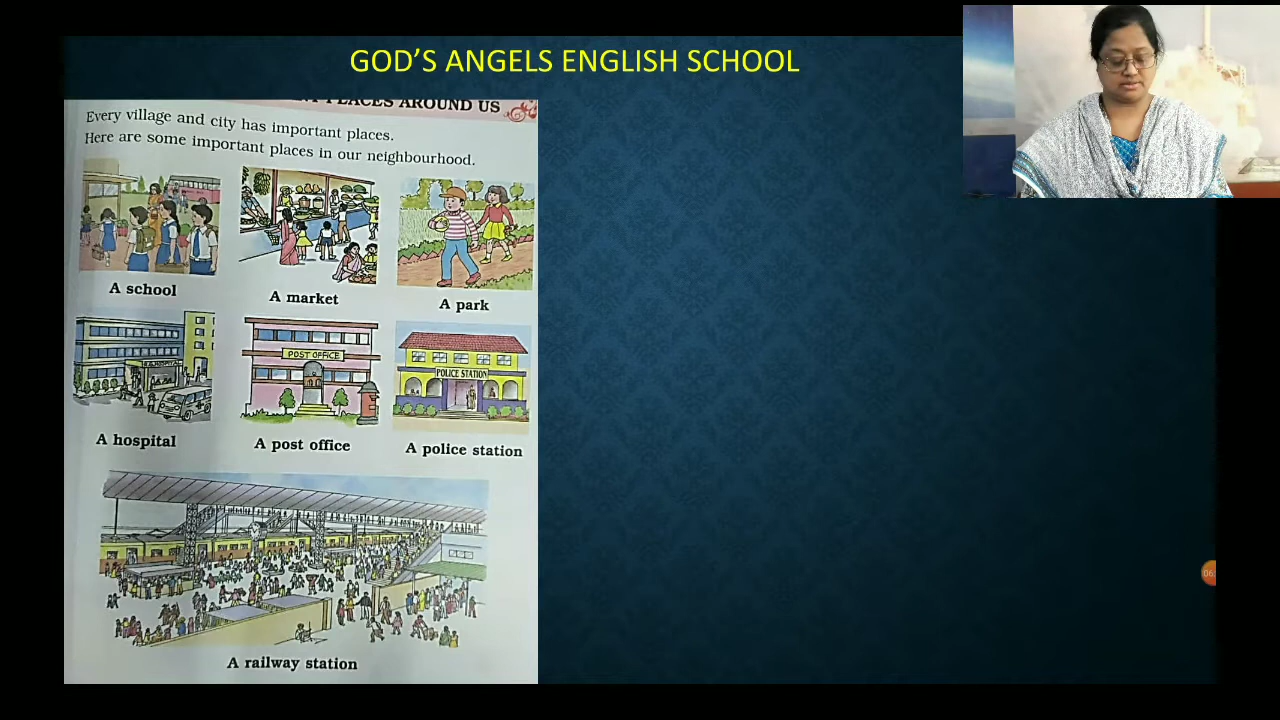 GOD'S ANGELS ENGLISH SCHOOL
PLACES AROUND US
Every village and city has important places.
Here are some important places in our neighbourhood.
A school
A market
A park
POST OFFICE
POLICE STATION
A hospital
A post office
A police station
A railway station